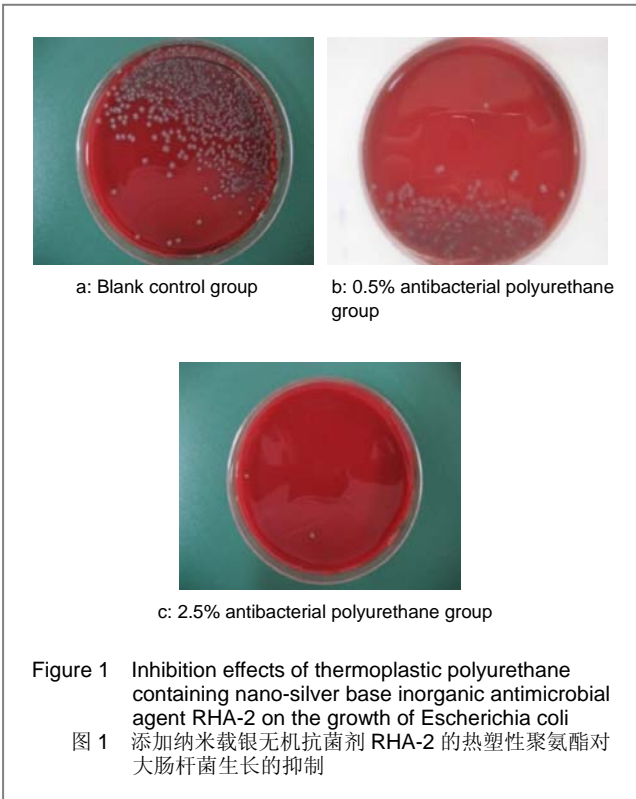 a: Blank control group
b: 0.5% antibacterial polyurethane
group
c: 2.5% antibacterial polyurethane group
Figure 1 Inhibition effects of thermoplastic polyurethane
containing nano-silver base inorganic antimicrobial
agent RHA-2 on the growth of Escherichia coli
图 1 添加纳米载银无机抗菌剂 RHA-2 的热塑性聚氨酯对
大肠杆菌生长的抑制